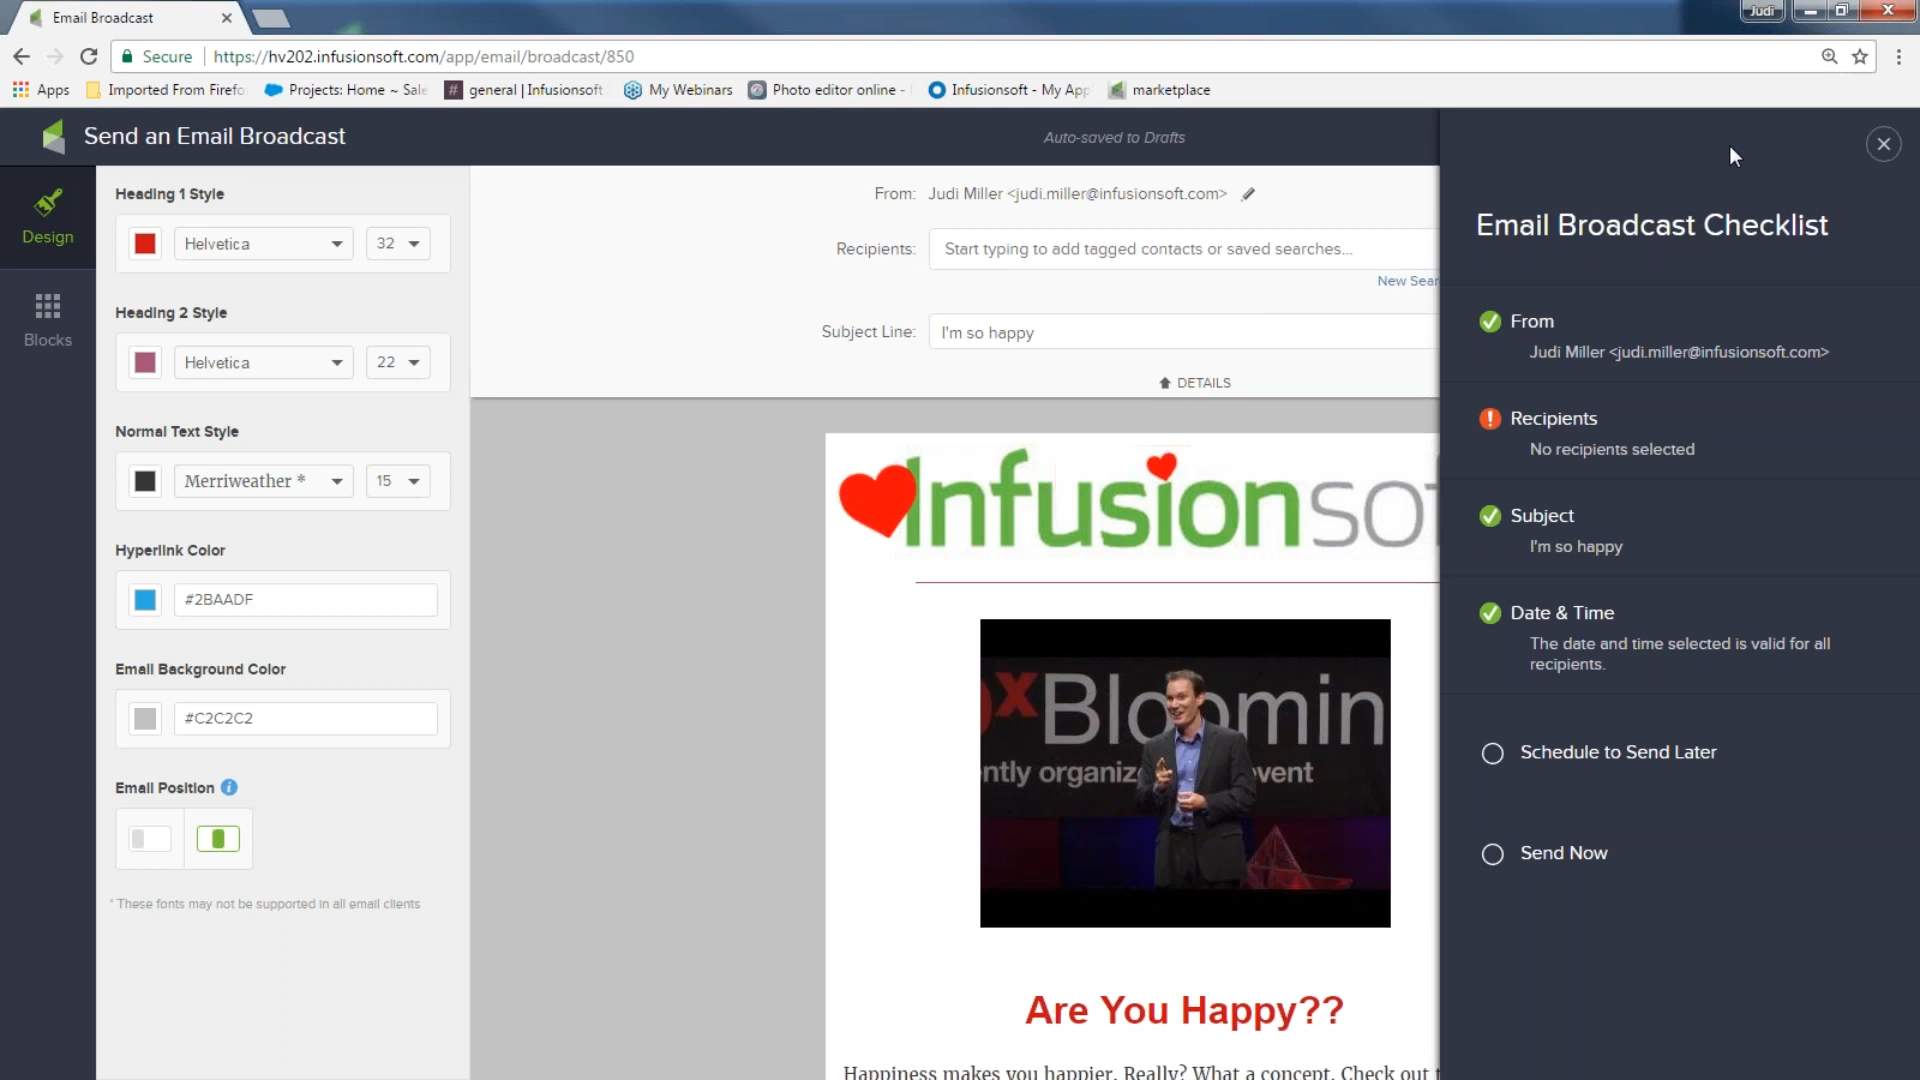 Email Broadcast
Judi
Secure
https://hv202.infusionsoft.com/app/email/broadcast/850
Apps
Imported From Firefo
Projects: Home ~ Sale
# general | Infusionsoft
My Webinars
Photo editor online -
Infusionsoft - My App
marketplace
Send an Email Broadcast
Auto-saved to Drafts
Design
Blocks
Heading 1 Style
Helvetica
32
Heading 2 Style
Helvetica
22
Normal Text Style
Merriweather *
15
Hyperlink Color
#2BAADF
Email Background Color
#C2C2C2
Email Position
* These fonts may not be supported in all email clients
From: Judi Miller <judi.miller@infusionsoft.com>
Recipients: Start typing to add tagged contacts or saved searches...
New Sear
Subject Line: I'm so happy
DETAILS
Infusionsof
xBloomin
ntly organiz event
Are You Happy??
Happiness makes you happier. Really? What a concept. Check out t
Email Broadcast Checklist
From
Judi Miller <judi.miller@infusionsoft.com>
Recipients
No recipients selected
Subject
I'm so happy
Date & Time
The date and time selected is valid for all
recipients.
Schedule to Send Later
Send Now